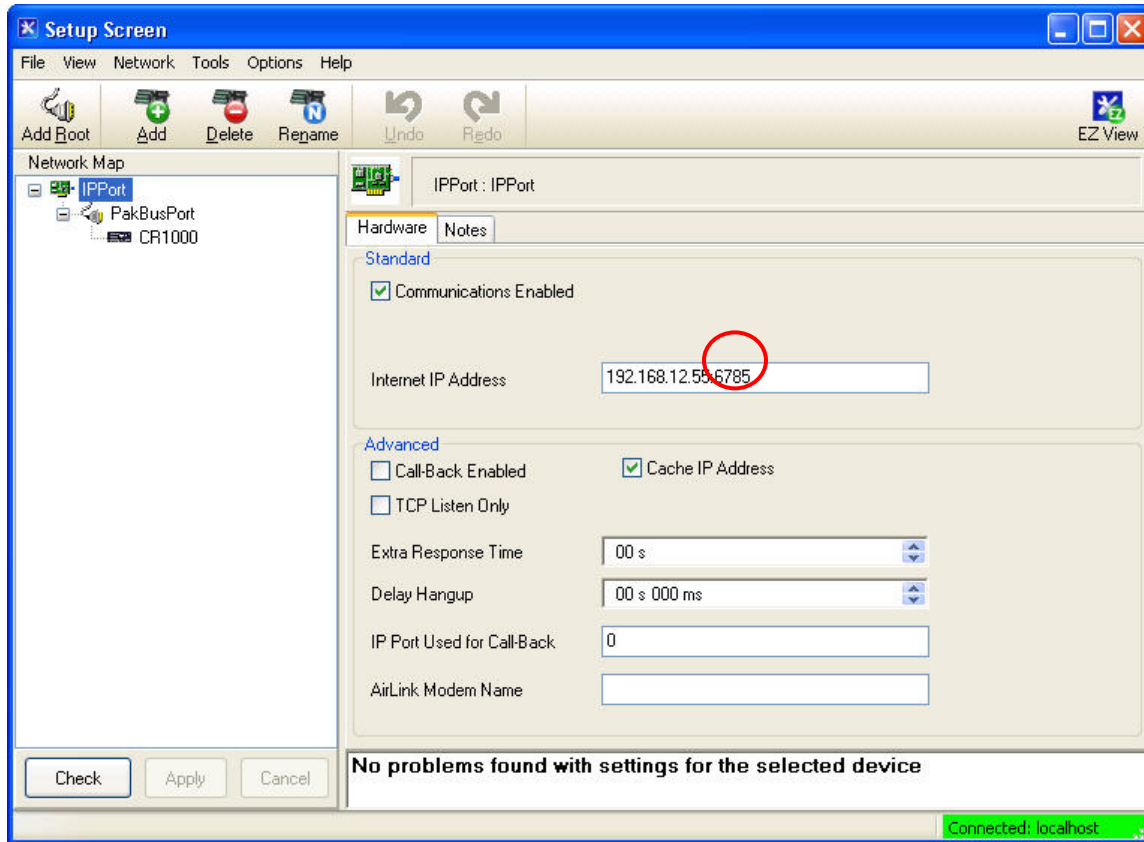 Setup Screen
File View Network Tools Options Help
Add Root Add Delete Rename Undo Redo EZ View
Network Map
IPPort
PakBusPort
CR1000
IPPort : IPPort
Hardware Notes
Standard
Communications Enabled
Internet IP Address 192.168.12.55:6785
Advanced
Call-Back Enabled Cache IP Address
TCP Listen Only
Extra Response Time 00 s
Delay Hangup 00 s 000 ms
IP Port Used for Call-Back 0
AirLink Modem Name
Check Apply Cancel
No problems found with settings for the selected device
Connected: localhost